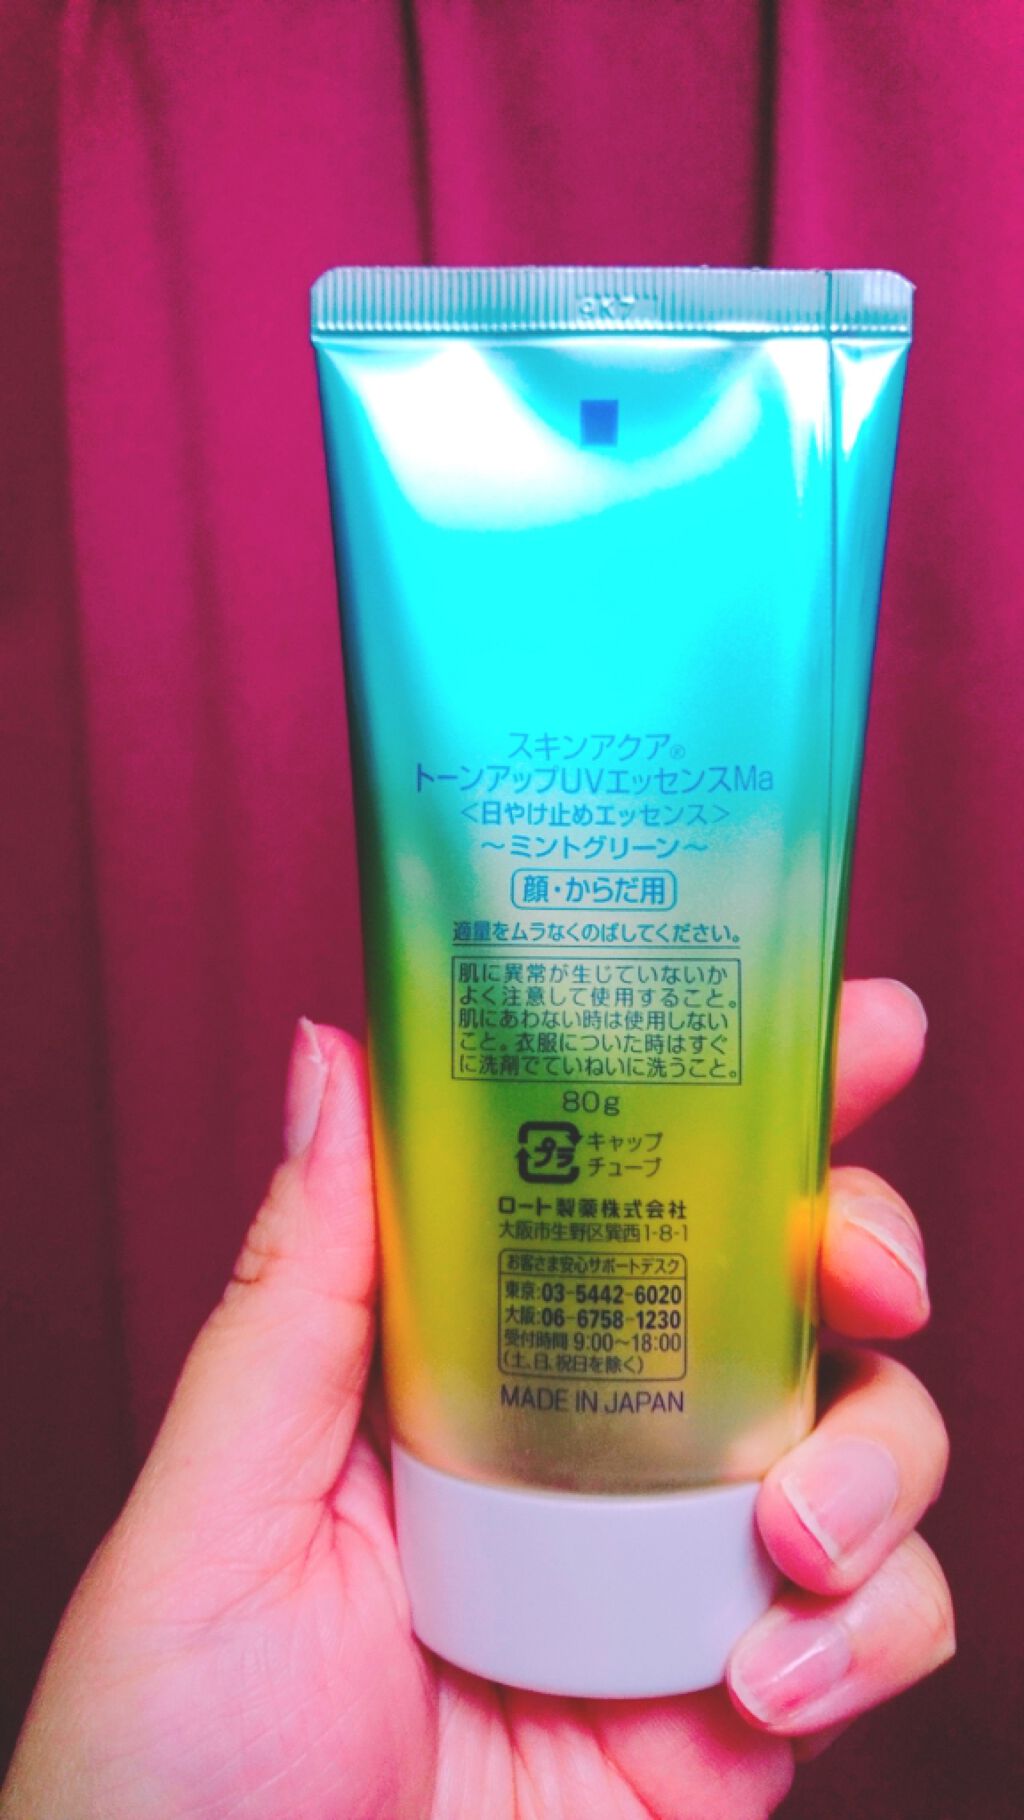 スキンアクア®
トーンアップUVエッセンスMa
＜日やけ止めエッセンス＞
～ミントグリーン～
顔・からだ用
適量をムラなくのばしてください。
肌に異常が生じていないか
よく注意して使用すること。
肌にあわない時は使用しない
こと。衣服についた時はすぐ
に洗剤でていねいに洗うこと。
80g
プラ キャップ
チューブ
ロート製薬株式会社
大阪市生野区巽西1-8-1
お客さま安心サポートデスク
東京:03-5442-6020
大阪:06-6758-1230
受付時間 9:00～18:00
(土、日、祝日を除く)
MADE IN JAPAN